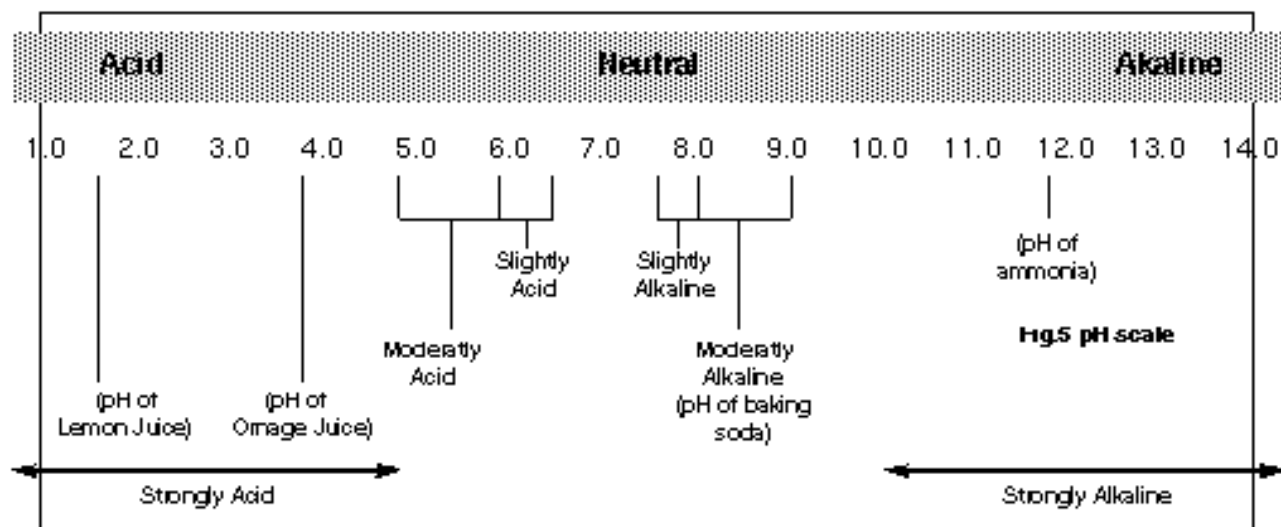 Acid Neutral Akaline
1.0 2.0 3.0 4.0 5.0 6.0 7.0 8.0 9.0 10.0 11.0 12.0 13.0 14.0
(pH of
ammonia)
Slightly
Acid
Slightly
Alkaline
Fig.5 pH scale
Moderatly
Acid
Moderatly
Alkaline
(pH of baking
soda)
(pH of
Lemon Juice)
(pH of
Ornage Juice)
Strongly Acid
Strongly Alkaline